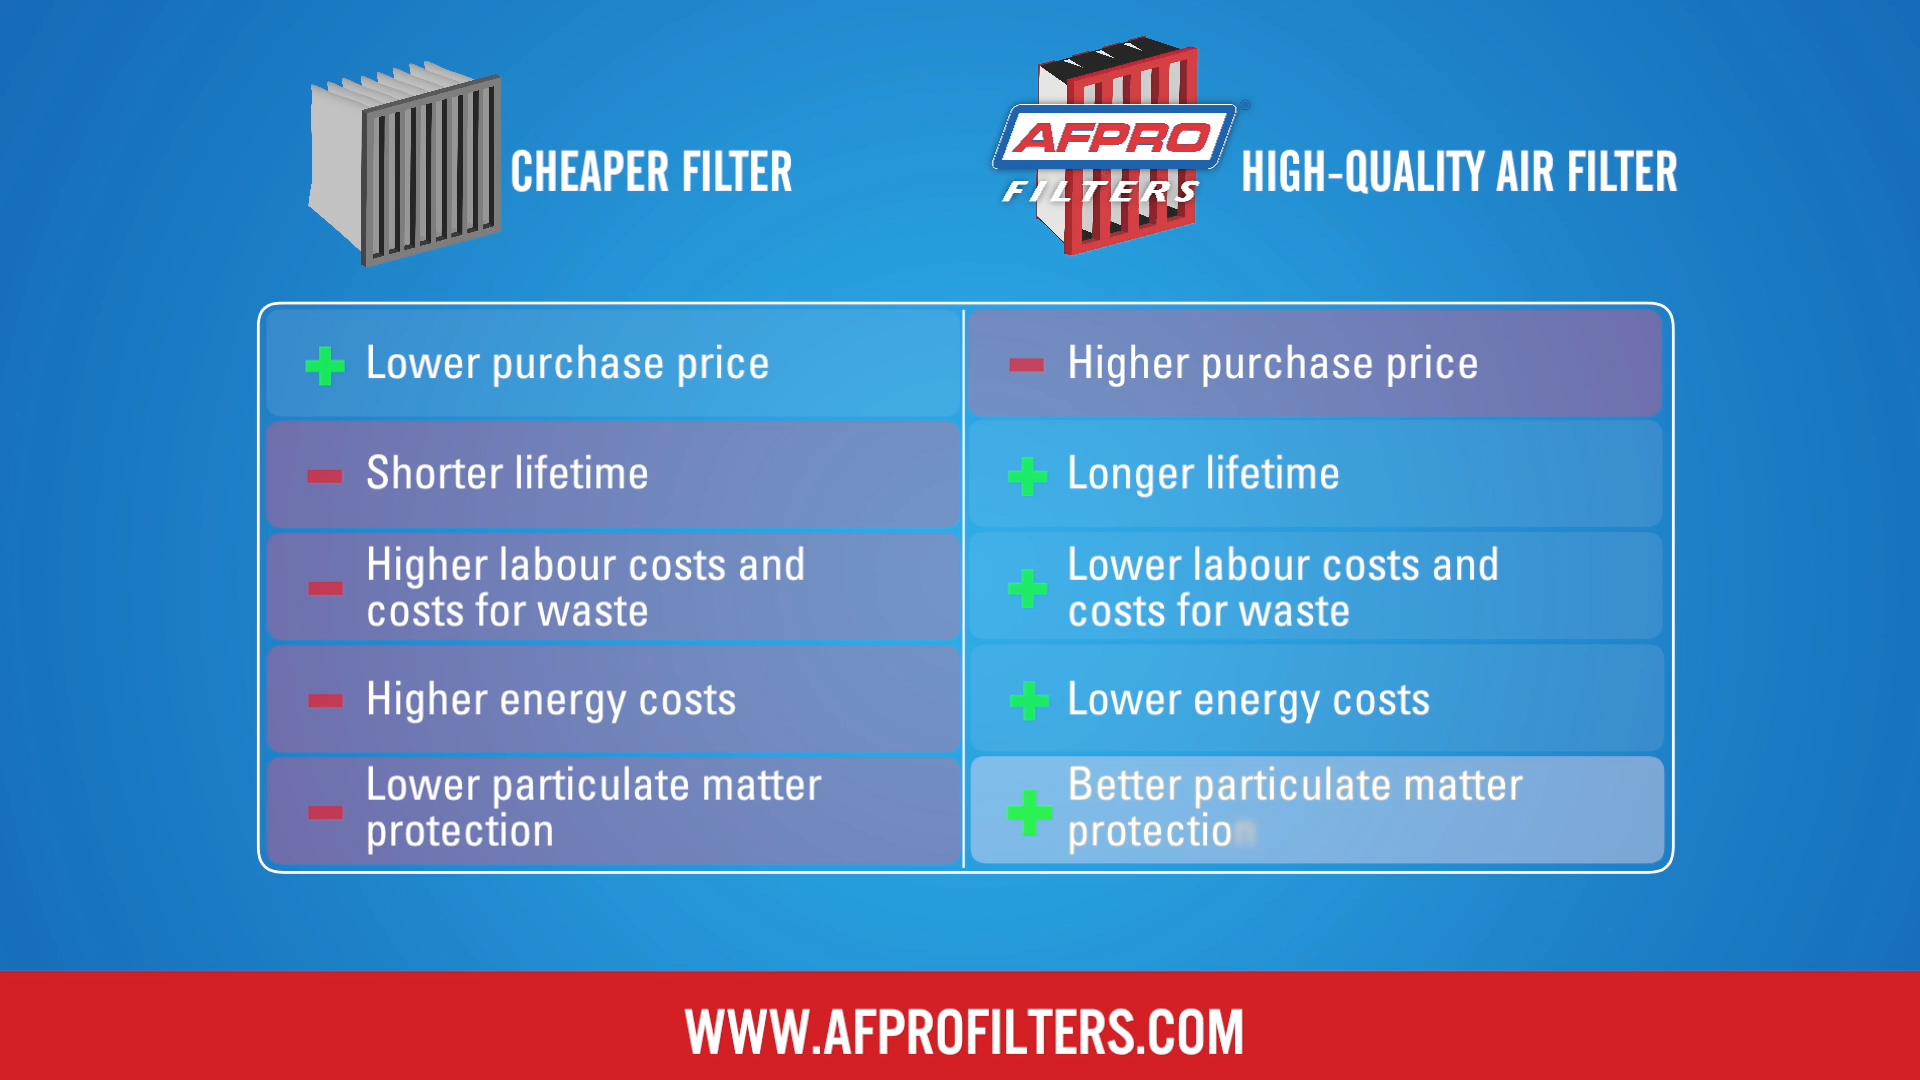 CHEAPER FILTER
AFPRO
®
FILTERS
HIGH-QUALITY AIR FILTER
Lower purchase price
Higher purchase price
Shorter lifetime
Longer lifetime
Higher labour costs and
costs for waste
Lower labour costs and
costs for waste
Higher energy costs
Lower energy costs
Lower particulate matter
protection
Better particulate matter
protection
WWW.AFPROFILTERS.COM